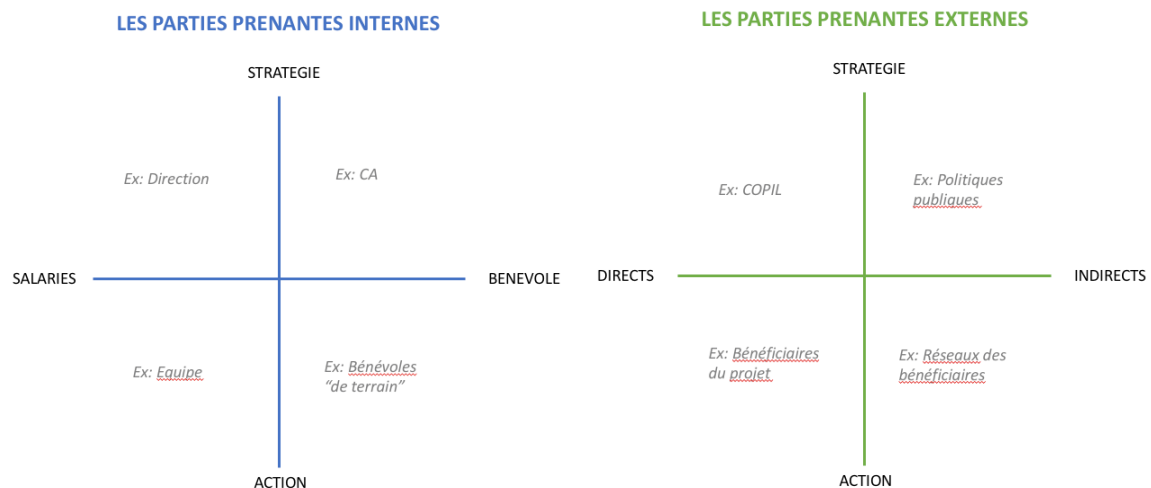 LES PARTIES PRENANTES INTERNES
STRATEGIE
Ex: Direction
Ex: CA
SALARIES
BENEVOLE
Ex: Equipe
Ex: Bénévoles
“de terrain”
ACTION
LES PARTIES PRENANTES EXTERNES
STRATEGIE
Ex: COPIL
Ex: Politiques
publiques
DIRECTS
INDIRECTS
Ex: Bénéficiaires
du projet
Ex: Réseaux des
bénéficiaires
ACTION